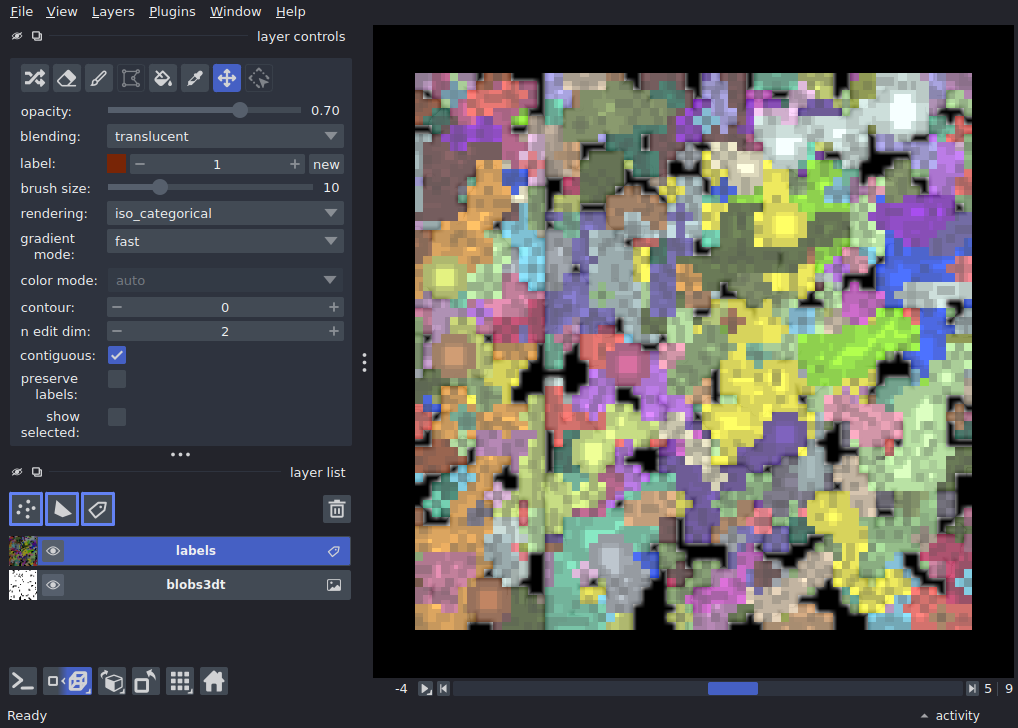 File View Layers Plugins Window Help
layer controls
opacity: 0.70
blending: translucent
label: 1 new
brush size: 10
rendering: iso_categorical
gradient
mode: fast
color mode: auto
contour: 0
n edit dim: 2
contiguous:
preserve
labels:
show
selected:
layer list
labels
blobs3dt
-4 5 9
Ready activity